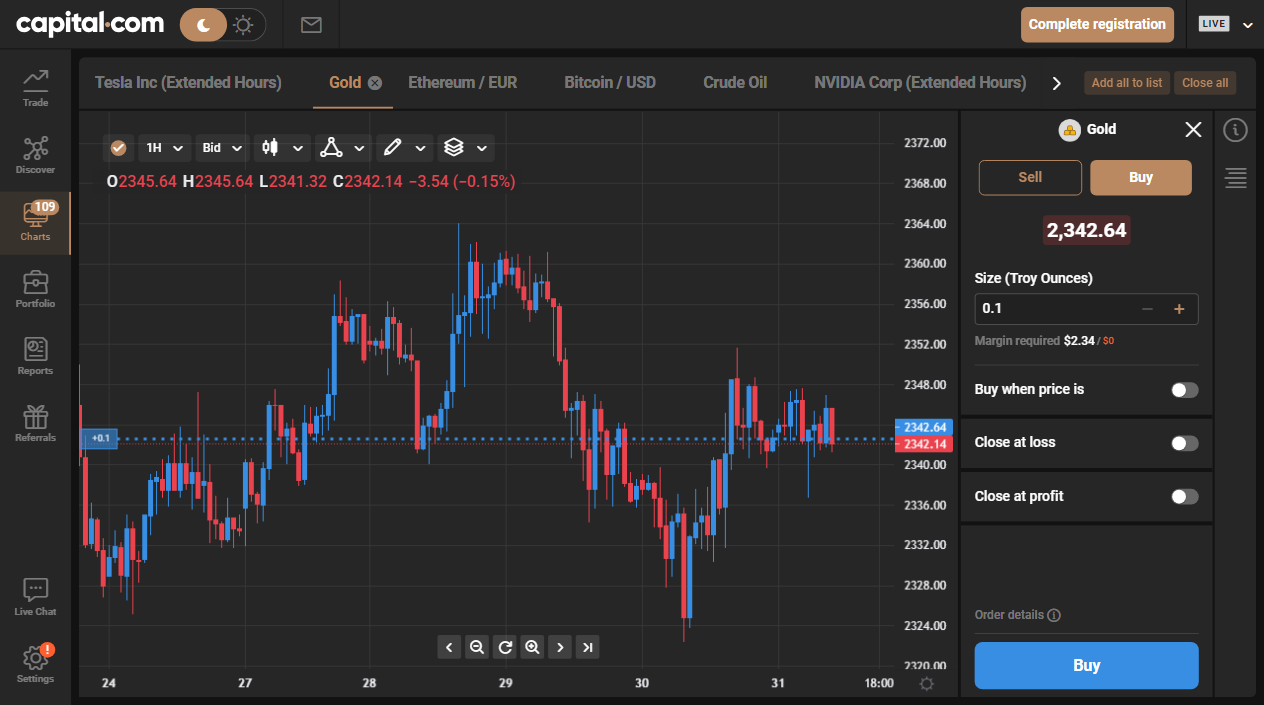 capital.com
Complete registration
LIVE
Trade
Discover
109
Charts
Portfolio
Reports
Referrals
Live Chat
!
Settings
Tesla Inc (Extended Hours) Gold Ethereum / EUR Bitcoin / USD Crude Oil NVIDIA Corp (Extended Hours)
Add all to list Close all
1H Bid
O2345.64 H2345.64 L2341.32 C2342.14 −3.54 (−0.15%)
+0.1
2372.00
2368.00
2364.00
2360.00
2356.00
2352.00
2348.00
2342.64
2342.14
2340.00
2336.00
2332.00
2328.00
2324.00
2320.00
24 27 28 29 30 31 18:00
Gold
Sell Buy
2,342.64
Size (Troy Ounces)
0.1 − +
Margin required $2.34 / $0
Buy when price is
Close at loss
Close at profit
Order details
Buy